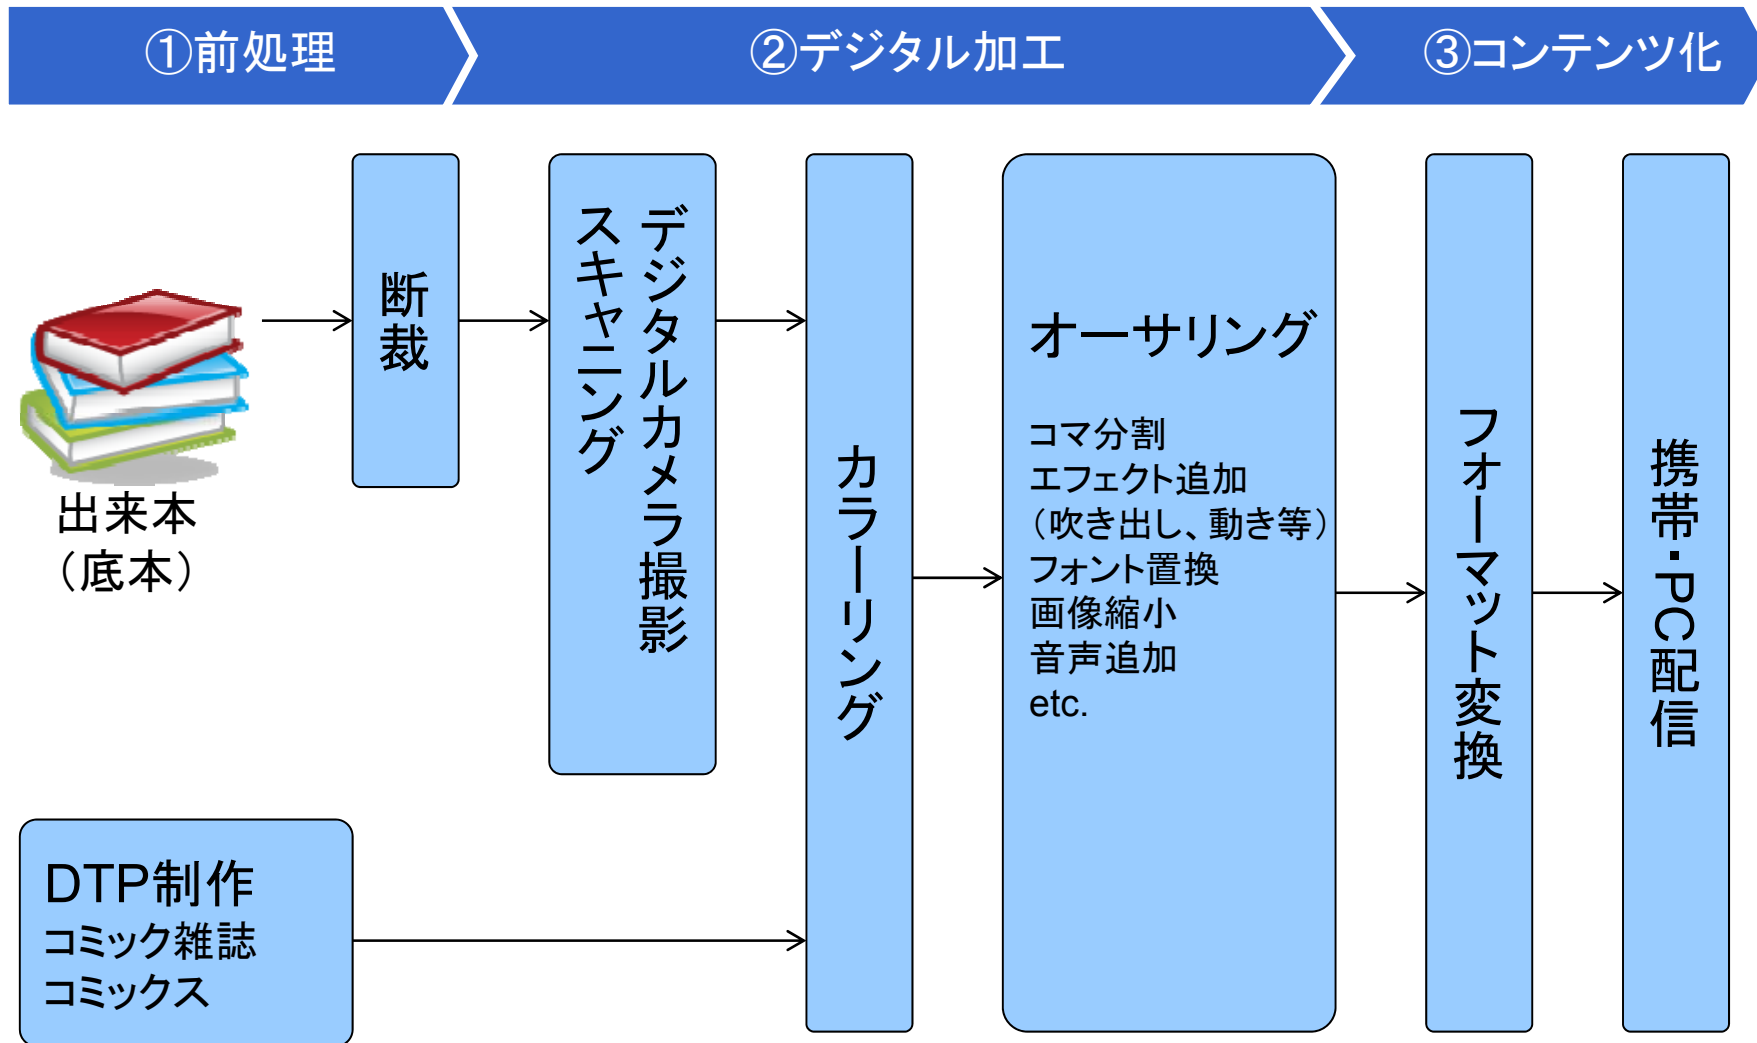 ①前処理
②デジタル加工
③コンテンツ化
出来本
（底本）
断裁
デジタルカメラ撮影
スキャニング
DTP制作
コミック雑誌
コミックス
カラーリング
オーサリング
コマ分割
エフェクト追加
（吹き出し、動き等）
フォント置換
画像縮小
音声追加
etc.
フォーマット変換
携帯・PC配信